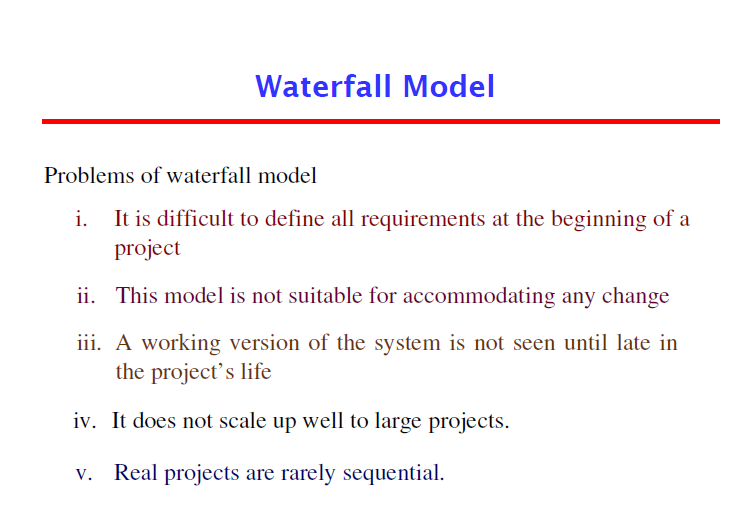 Waterfall Model
Problems of waterfall model
i. It is difficult to define all requirements at the beginning of a
project
ii. This model is not suitable for accommodating any change
iii. A working version of the system is not seen until late in
the project’s life
iv. It does not scale up well to large projects.
v. Real projects are rarely sequential.